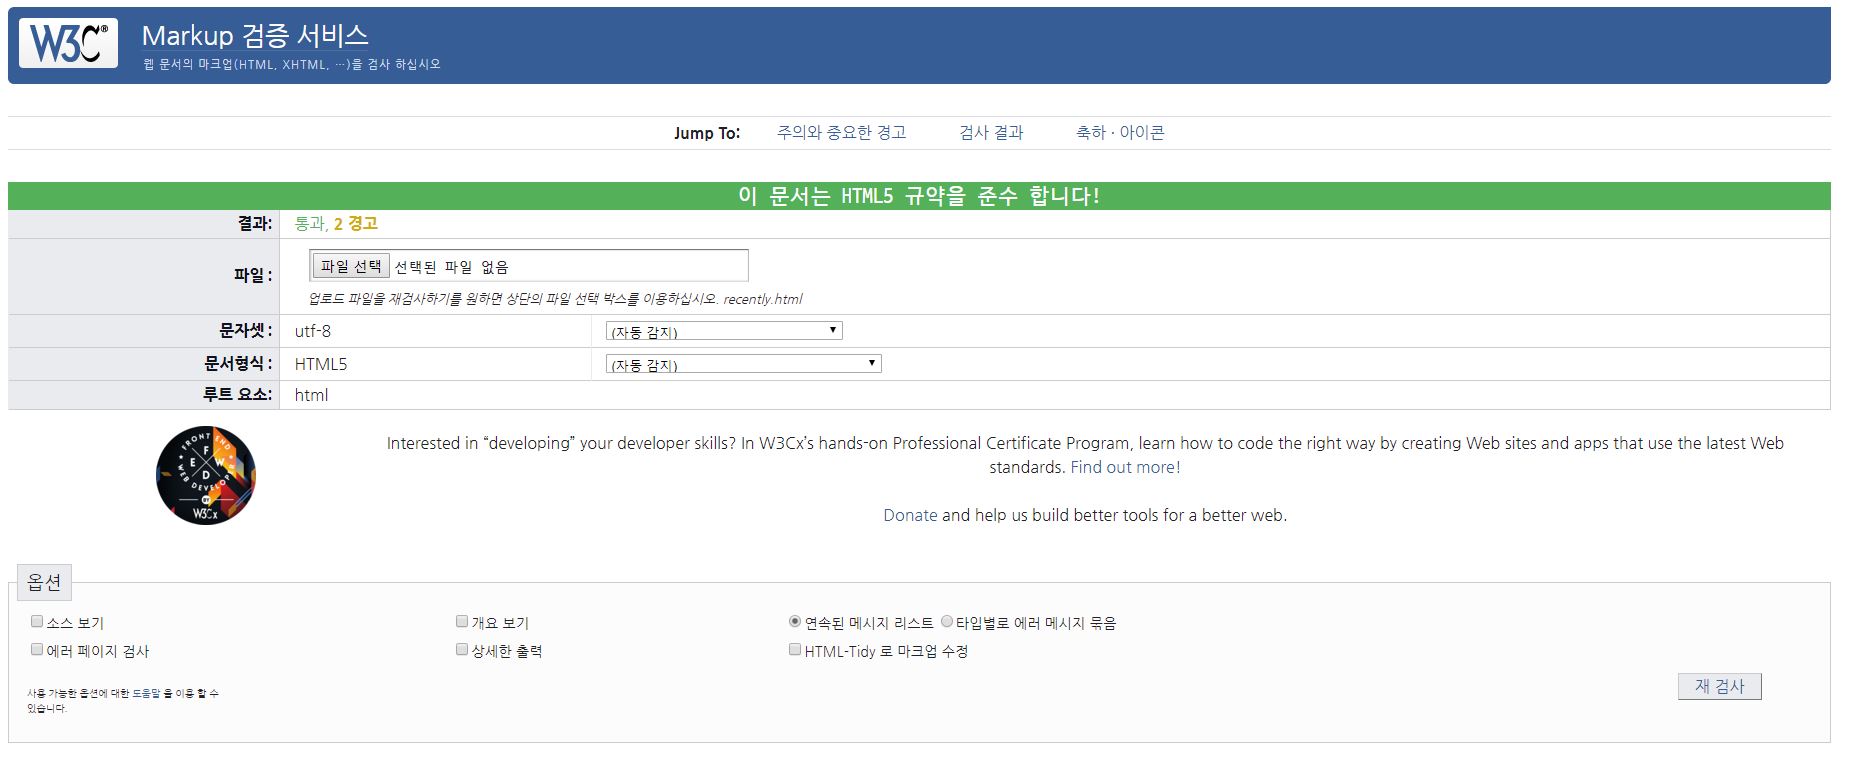 W3C®
Markup 검증 서비스
웹 문서의 마크업(HTML, XHTML, …)을 검사 하십시오
Jump To: 주의와 중요한 경고 검사 결과 축하 · 아이콘
이 문서는 HTML5 규약을 준수 합니다!
결과: 통과, 2 경고
파일 : 파일 선택 선택된 파일 없음
업로드 파일을 재검사하기를 원하면 상단의 파일 선택 박스를 이용하십시오. recently.html
문자셋 : utf-8 (자동 감지)
문서형식 : HTML5 (자동 감지)
루트 요소: html
FRONT END
WEB DEVELOPER
F E W D
BY
W3Cx
Interested in “developing” your developer skills? In W3Cx’s hands-on Professional Certificate Program, learn how to code the right way by creating Web sites and apps that use the latest Web
standards. Find out more!
Donate and help us build better tools for a better web.
옵션
소스 보기 개요 보기 연속된 메시지 리스트 타입별로 에러 메시지 묶음
에러 페이지 검사 상세한 출력 HTML-Tidy 로 마크업 수정
사용 가능한 옵션에 대한 도움말 을 이용 할 수
있습니다.
재 검사